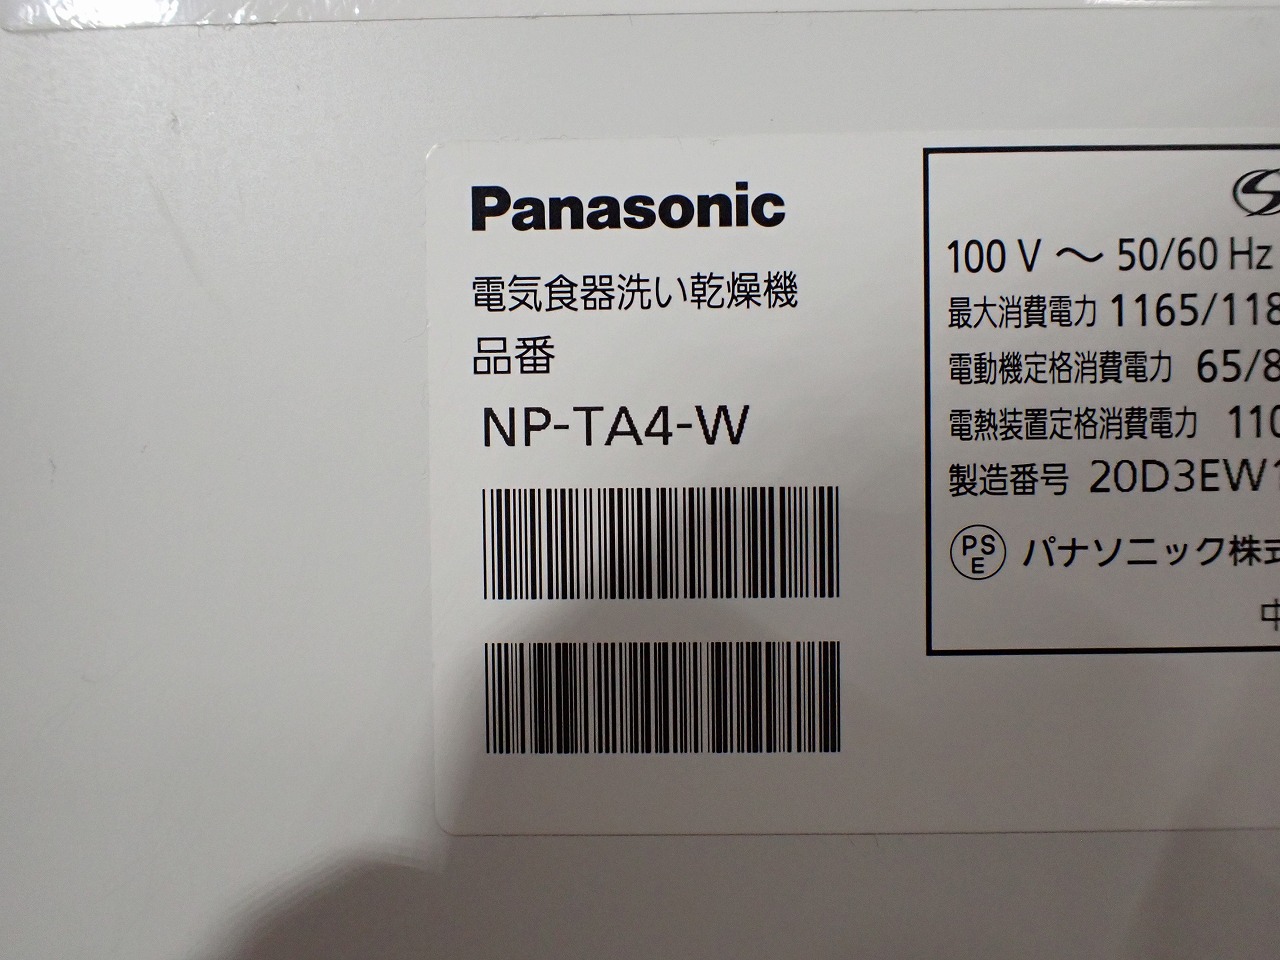 Panasonic
電気食器洗い乾燥機
品番
NP-TA4-W
100 V ～ 50/60 Hz
最大消費電力 1165/118
電動機定格消費電力 65/8
電熱装置定格消費電力 110
製造番号 20D3EW1
PS
E
パナソニック株式
中